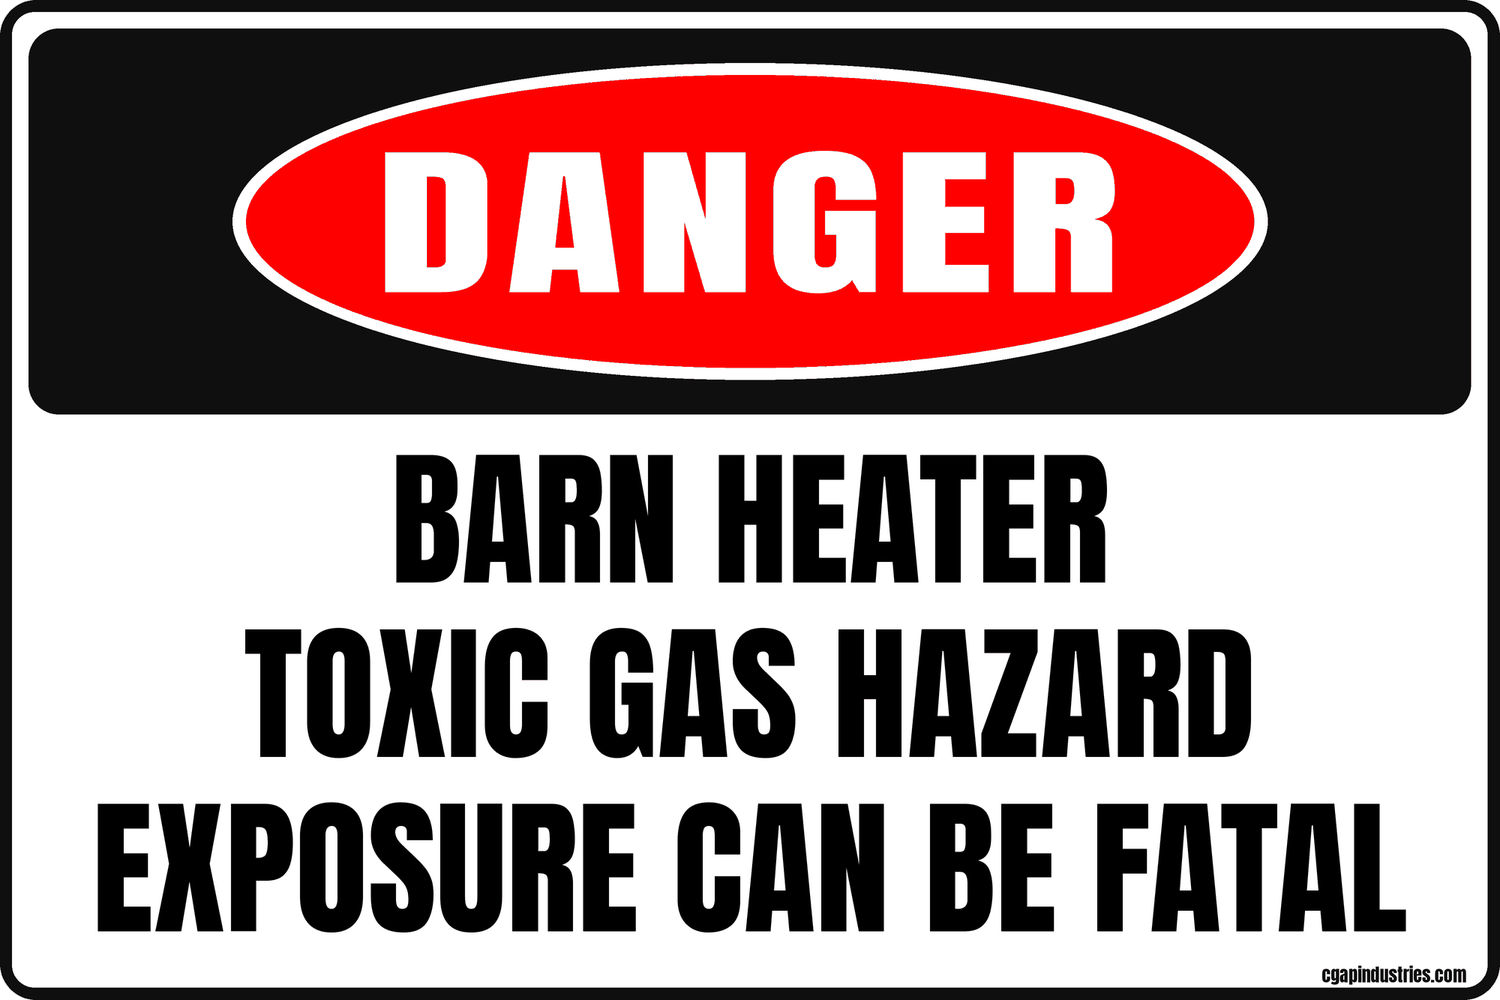 DANGER
BARN HEATER
TOXIC GAS HAZARD
EXPOSURE CAN BE FATAL
cgapindustries.com